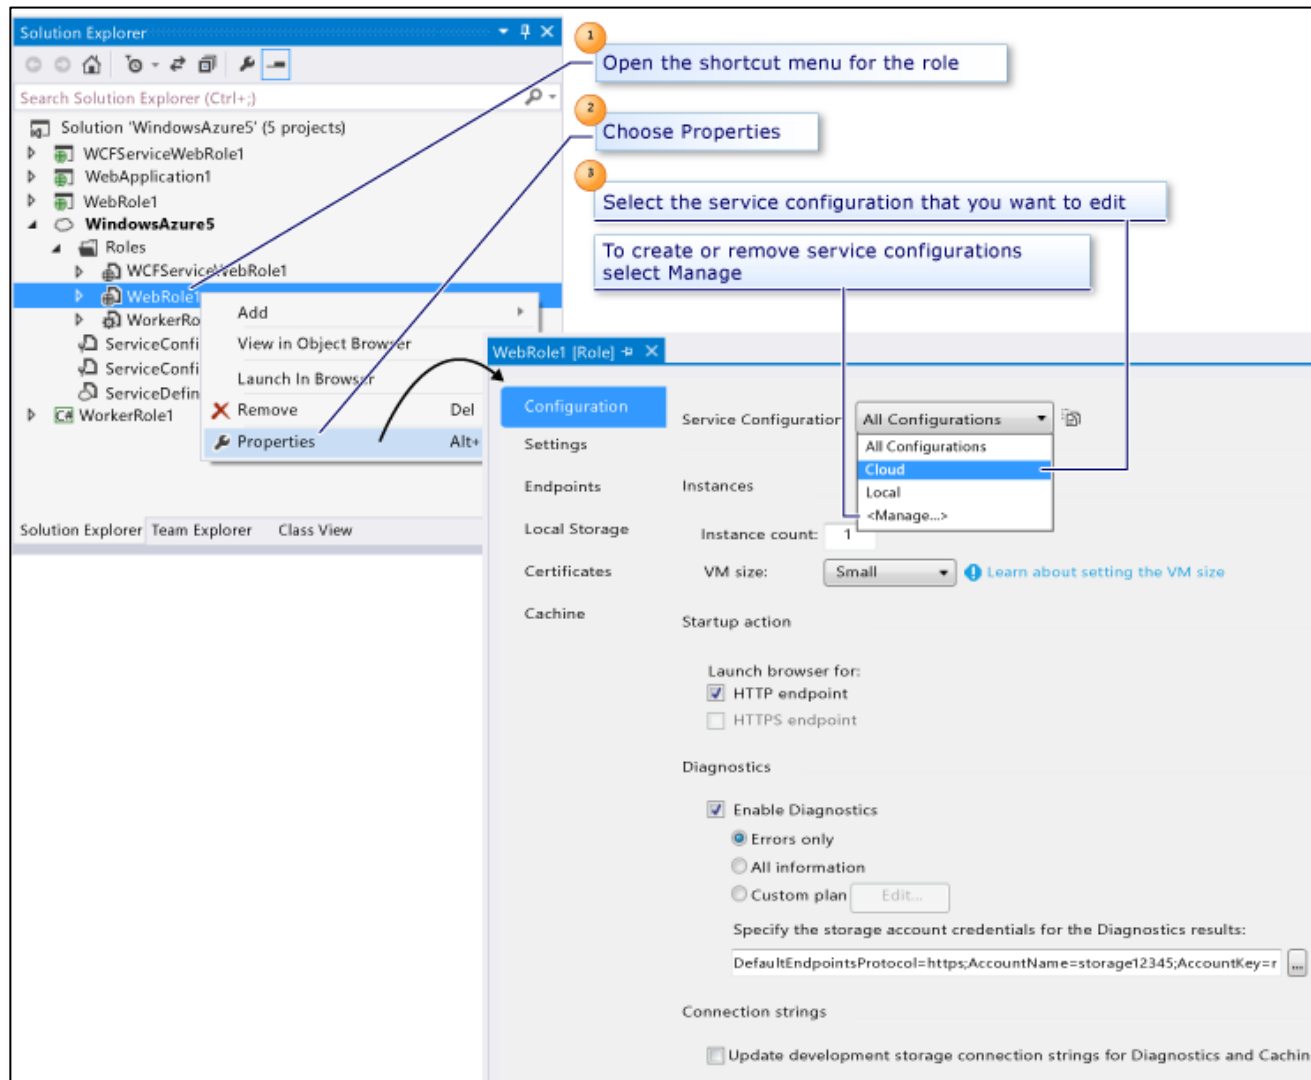 Solution Explorer
Search Solution Explorer (Ctrl+;)
Solution 'WindowsAzure5' (5 projects)
WCFServiceWebRole1
WebApplication1
WebRole1
WindowsAzure5
Roles
WCFServiceWebRole1
WebRole1
WorkerRo
ServiceConfi
ServiceConfi
ServiceDefin
C# WorkerRole1
Solution Explorer Team Explorer Class View
Add
View in Object Browser
Launch In Browser
Remove Del
Properties Alt+
1
Open the shortcut menu for the role
2
Choose Properties
3
Select the service configuration that you want to edit
To create or remove service configurations
select Manage
WebRole1 [Role]
Configuration
Settings
Endpoints
Local Storage
Certificates
Cachine
Service Configuration All Configurations
All Configurations
Cloud
Local
<Manage...>
Instances
Instance count: 1
VM size: Small Learn about setting the VM size
Startup action
Launch browser for:
HTTP endpoint
HTTPS endpoint
Diagnostics
Enable Diagnostics
Errors only
All information
Custom plan Edit...
Specify the storage account credentials for the Diagnostics results:
DefaultEndpointsProtocol=https;AccountName=storage12345;AccountKey=r ...
Connection strings
Update development storage connection strings for Diagnostics and Cachin